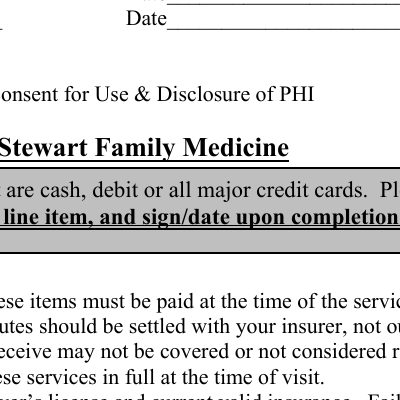 Date
onsent for Use & Disclosure of PHI
Stewart Family Medicine
are cash, debit or all major credit cards. Pl
line item, and sign/date upon completion
ese items must be paid at the time of the servic
utes should be settled with your insurer, not ou
eceive may not be covered or not considered r
ese services in full at the time of visit.